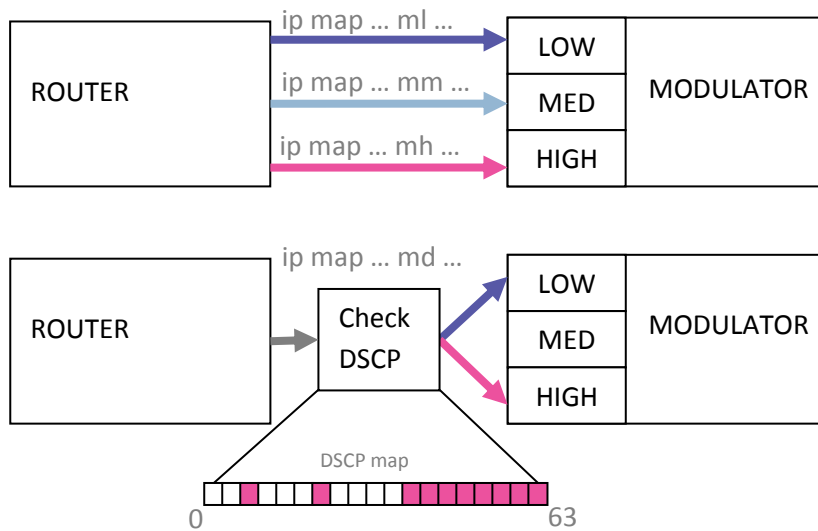 ip map ... ml ...
LOW
ROUTER
ip map ... mm ...
MED
MODULATOR
ip map ... mh ...
HIGH
ip map ... md ...
LOW
ROUTER
Check
DSCP
MED
MODULATOR
HIGH
DSCP map
0
63